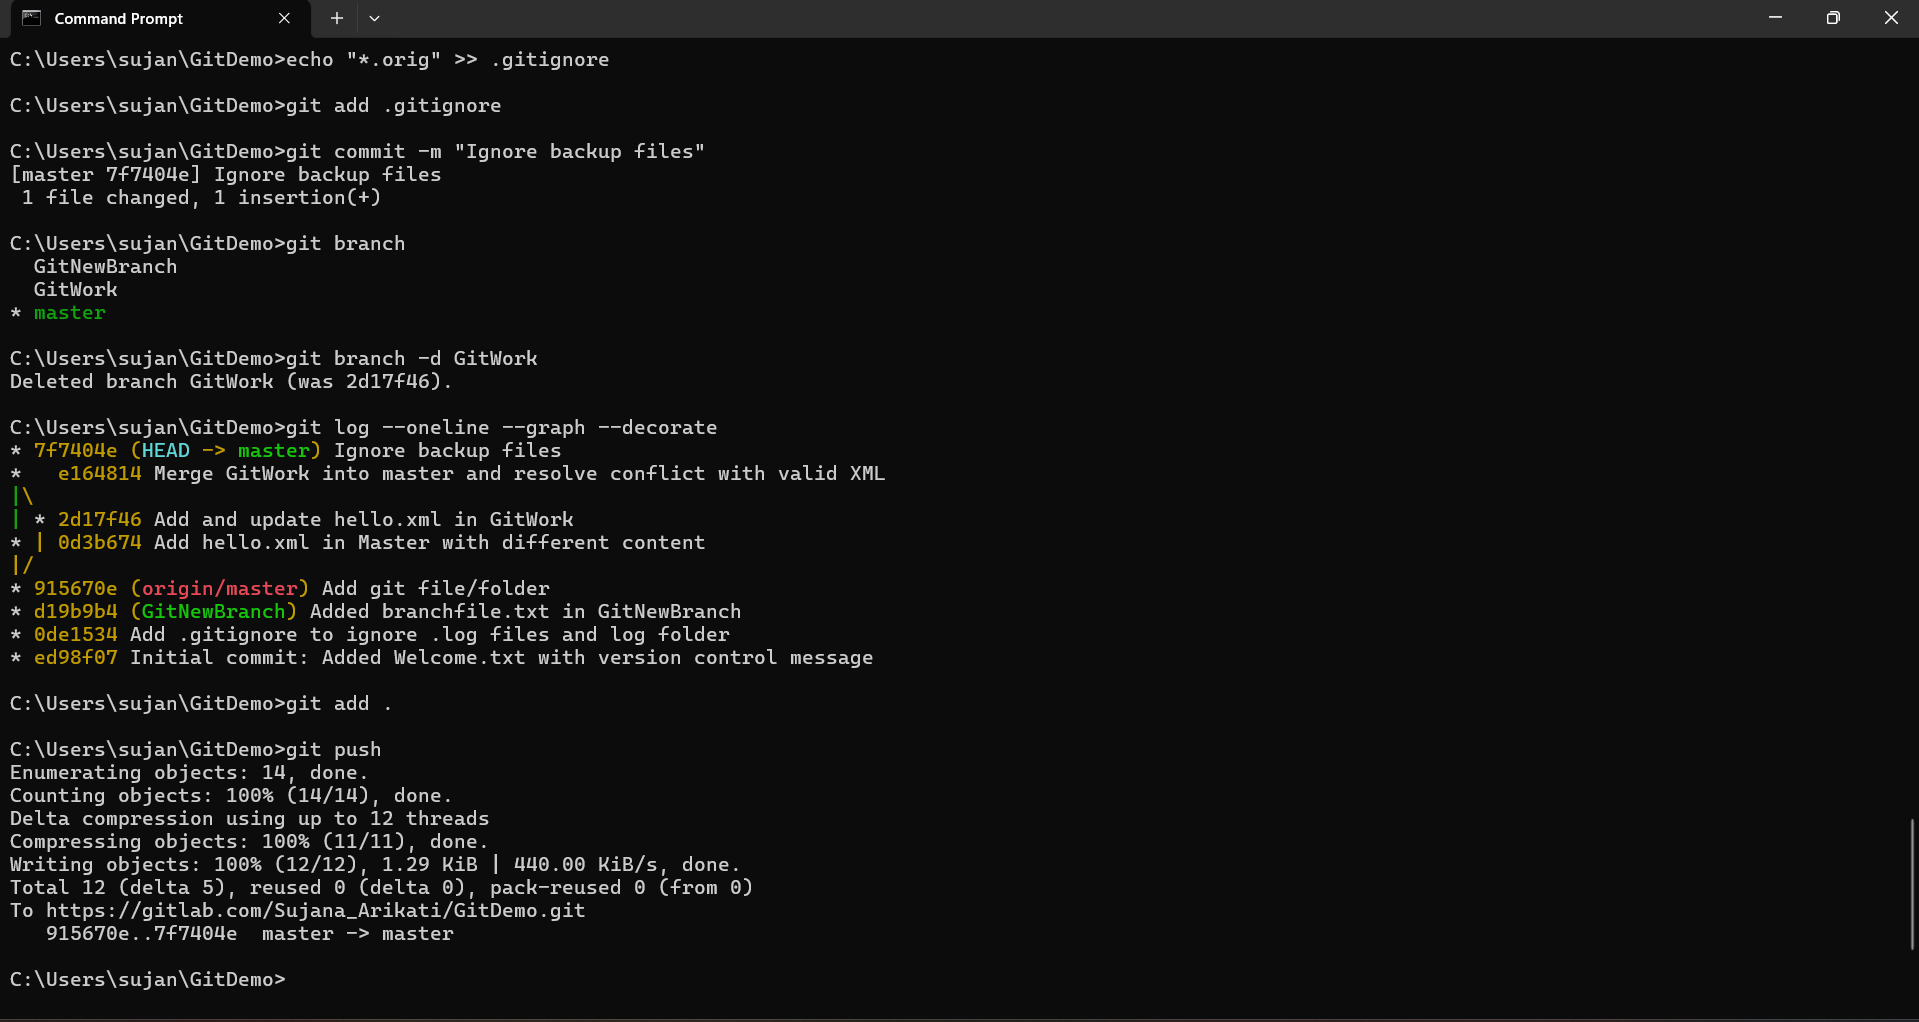 Command Prompt
C:\Users\sujan\GitDemo>echo "*.orig" >> .gitignore
C:\Users\sujan\GitDemo>git add .gitignore
C:\Users\sujan\GitDemo>git commit -m "Ignore backup files"
[master 7f7404e] Ignore backup files
 1 file changed, 1 insertion(+)
C:\Users\sujan\GitDemo>git branch
  GitNewBranch
  GitWork
* master
C:\Users\sujan\GitDemo>git branch -d GitWork
Deleted branch GitWork (was 2d17f46).
C:\Users\sujan\GitDemo>git log --oneline --graph --decorate
* 7f7404e (HEAD -> master) Ignore backup files
*   e164814 Merge GitWork into master and resolve conflict with valid XML
|\
| * 2d17f46 Add and update hello.xml in GitWork
* | 0d3b674 Add hello.xml in Master with different content
|/
* 915670e (origin/master) Add git file/folder
* d19b9b4 (GitNewBranch) Added branchfile.txt in GitNewBranch
* 0de1534 Add .gitignore to ignore .log files and log folder
* ed98f07 Initial commit: Added Welcome.txt with version control message
C:\Users\sujan\GitDemo>git add .
C:\Users\sujan\GitDemo>git push
Enumerating objects: 14, done.
Counting objects: 100% (14/14), done.
Delta compression using up to 12 threads
Compressing objects: 100% (11/11), done.
Writing objects: 100% (12/12), 1.29 KiB | 440.00 KiB/s, done.
Total 12 (delta 5), reused 0 (delta 0), pack-reused 0 (from 0)
To https://gitlab.com/Sujana_Arikati/GitDemo.git
   915670e..7f7404e  master -> master
C:\Users\sujan\GitDemo>